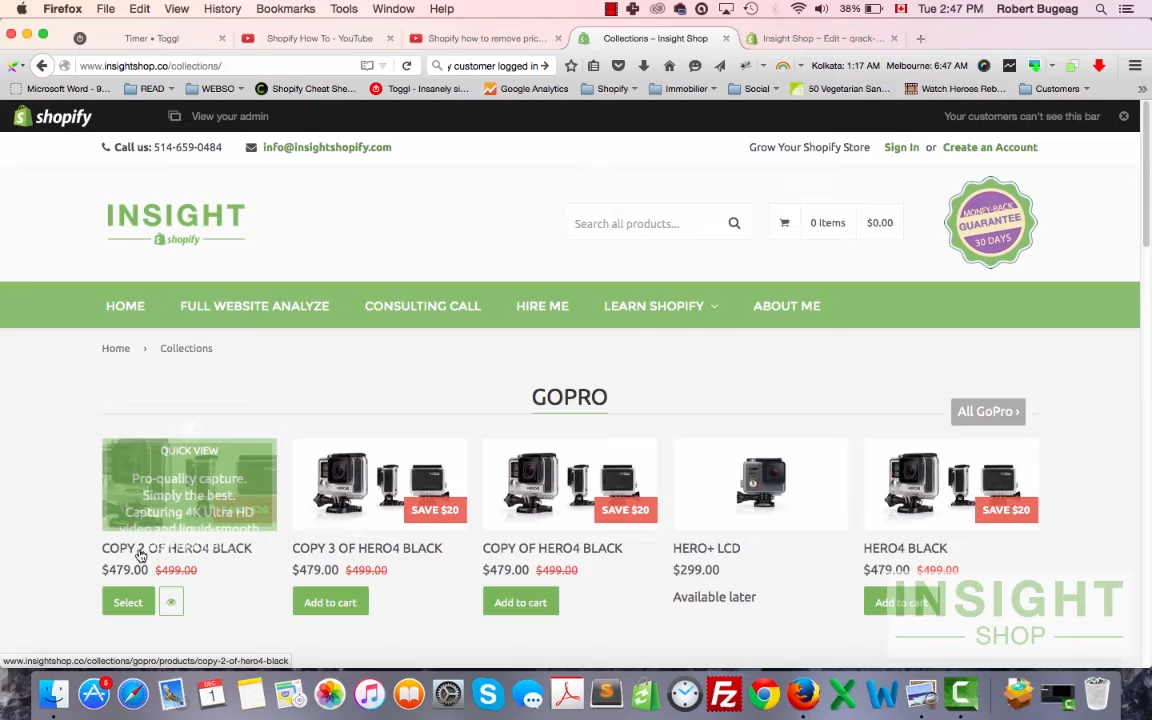 Firefox File Edit View History Bookmarks Tools Window Help 38% Tue 2:47 PM Robert Bugeag
Timer • Toggl Shopify How To - YouTube Shopify how to remove pric... Collections – Insight Shop Insight Shop ~ Edit ~ qrack-...
www.insightshop.co/collections/ y customer logged in Kolkata: 1:17 AM Melbourne: 6:47 AM
Microsoft Word - 9... READ WEBSO Shopify Cheat She... Toggl - Insanely si... Google Analytics Shopify Immobilier Social 50 Vegetarian San... Watch Heroes Reb... Customers
shopify View your admin Your customers can't see this bar
Call us: 514-659-0484 info@insightshopify.com Grow Your Shopify Store Sign In or Create an Account
INSIGHT
shopify
Search all products... 0 Items $0.00
MONEY-BACK
GUARANTEE
30 DAYS
HOME FULL WEBSITE ANALYZE CONSULTING CALL HIRE ME LEARN SHOPIFY ABOUT ME
Home › Collections
GOPRO
All GoPro ›
QUICK VIEW
Pro-quality capture.
Simply the best.
Capturing 4K Ultra HD
video and liquid-smooth
SAVE $20 SAVE $20 SAVE $20
COPY 2 OF HERO4 BLACK COPY 3 OF HERO4 BLACK COPY OF HERO4 BLACK HERO+ LCD HERO4 BLACK
$479.00 $499.00 $479.00 $499.00 $479.00 $499.00 $299.00 $479.00 $499.00
Select Add to cart Add to cart Available later Add to cart
INSIGHT
SHOP
www.insightshop.co/collections/gopro/products/copy-2-of-hero4-black